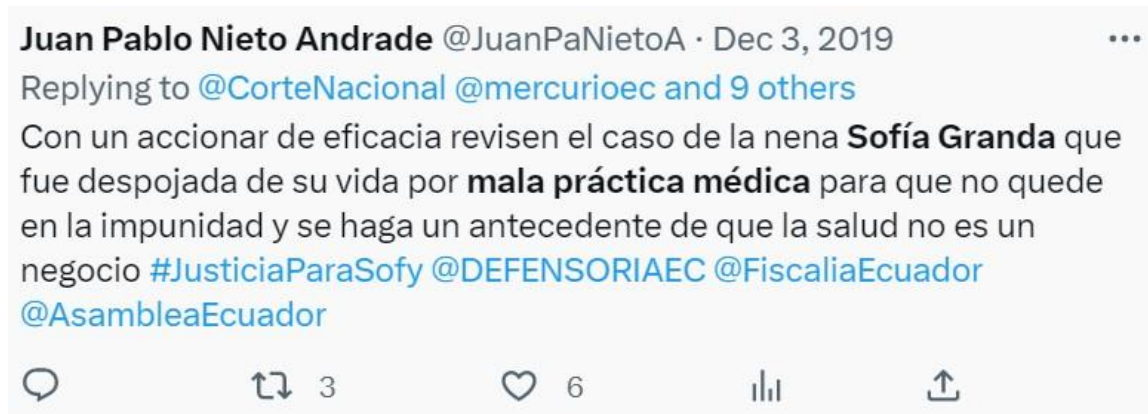 Juan Pablo Nieto Andrade @JuanPaNietoA · Dec 3, 2019 ···
Replying to @CorteNacional @mercurioec and 9 others
Con un accionar de eficacia revisen el caso de la nena Sofía Granda que
fue despojada de su vida por mala práctica médica para que no quede
en la impunidad y se haga un antecedente de que la salud no es un
negocio #JusticiaParaSofy @DEFENSORIAEC @FiscaliaEcuador
@AsambleaEcuador
3 6